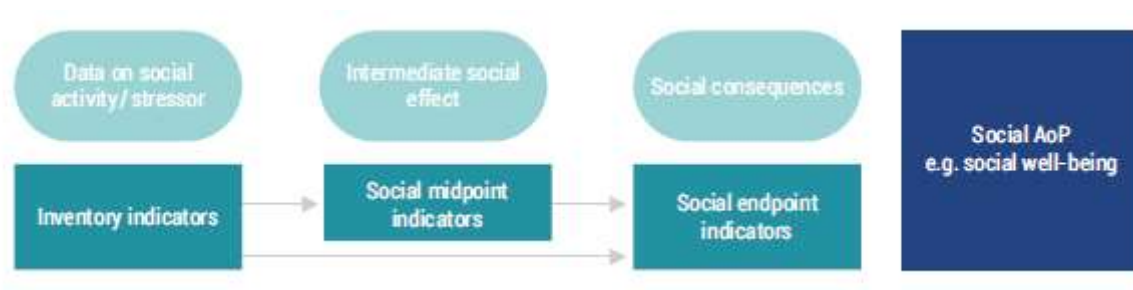 Data on social
activity/ stressor
Intermediate social
effect
Social consequences
Social AoP
e.g. social well-being
Inventory indicators
Social midpoint
indicators
Social endpoint
indicators